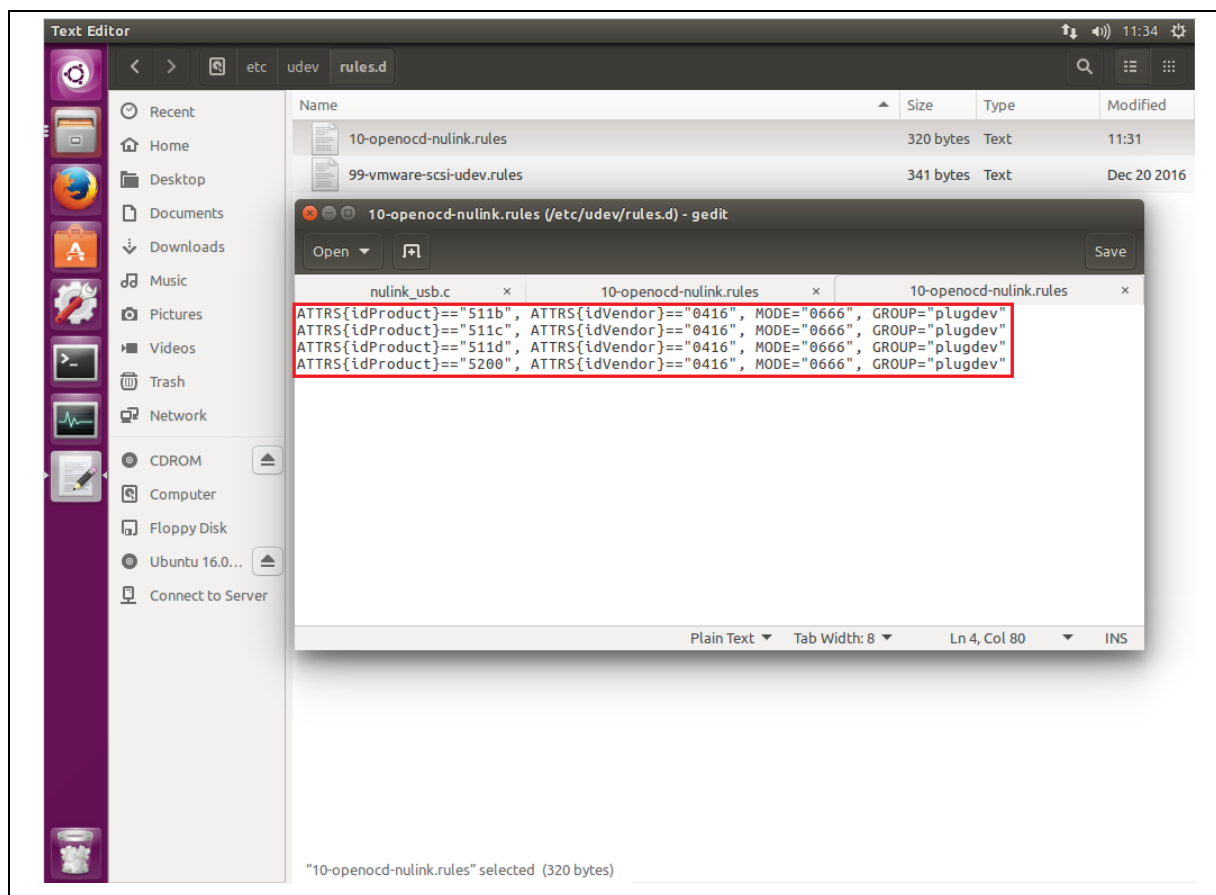 Text Editor
11:34
etc udev rules.d
Recent
Home
Desktop
Documents
Downloads
Music
Pictures
Videos
Trash
Network
CDROM
Computer
Floppy Disk
Ubuntu 16.0...
Connect to Server
Name Size Type Modified
10-openocd-nulink.rules 320 bytes Text 11:31
99-vmware-scsi-udev.rules 341 bytes Text Dec 20 2016
10-openocd-nulink.rules (/etc/udev/rules.d) - gedit
Open Save
nulink_usb.c × 10-openocd-nulink.rules × 10-openocd-nulink.rules ×
ATTRS{idProduct}=="511b", ATTRS{idVendor}=="0416", MODE="0666", GROUP="plugdev"
ATTRS{idProduct}=="511c", ATTRS{idVendor}=="0416", MODE="0666", GROUP="plugdev"
ATTRS{idProduct}=="511d", ATTRS{idVendor}=="0416", MODE="0666", GROUP="plugdev"
ATTRS{idProduct}=="5200", ATTRS{idVendor}=="0416", MODE="0666", GROUP="plugdev"
Plain Text Tab Width: 8 Ln 4, Col 80 INS
"10-openocd-nulink.rules" selected (320 bytes)